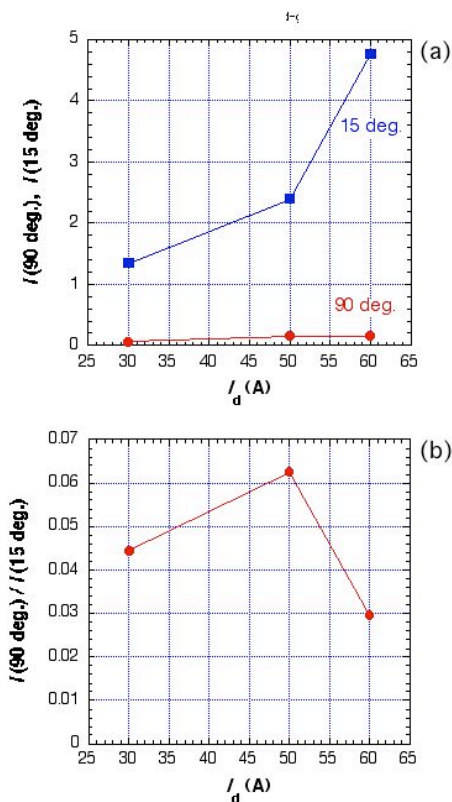 (a)
I (90 deg.), I (15 deg.)
5
4
3
2
1
0
15 deg.
90 deg.
25 30 35 40 45 50 55 60 65
I_d (A)
(b)
I (90 deg.) / I (15 deg.)
0.07
0.06
0.05
0.04
0.03
0.02
0.01
0
25 30 35 40 45 50 55 60 65
I_d (A)